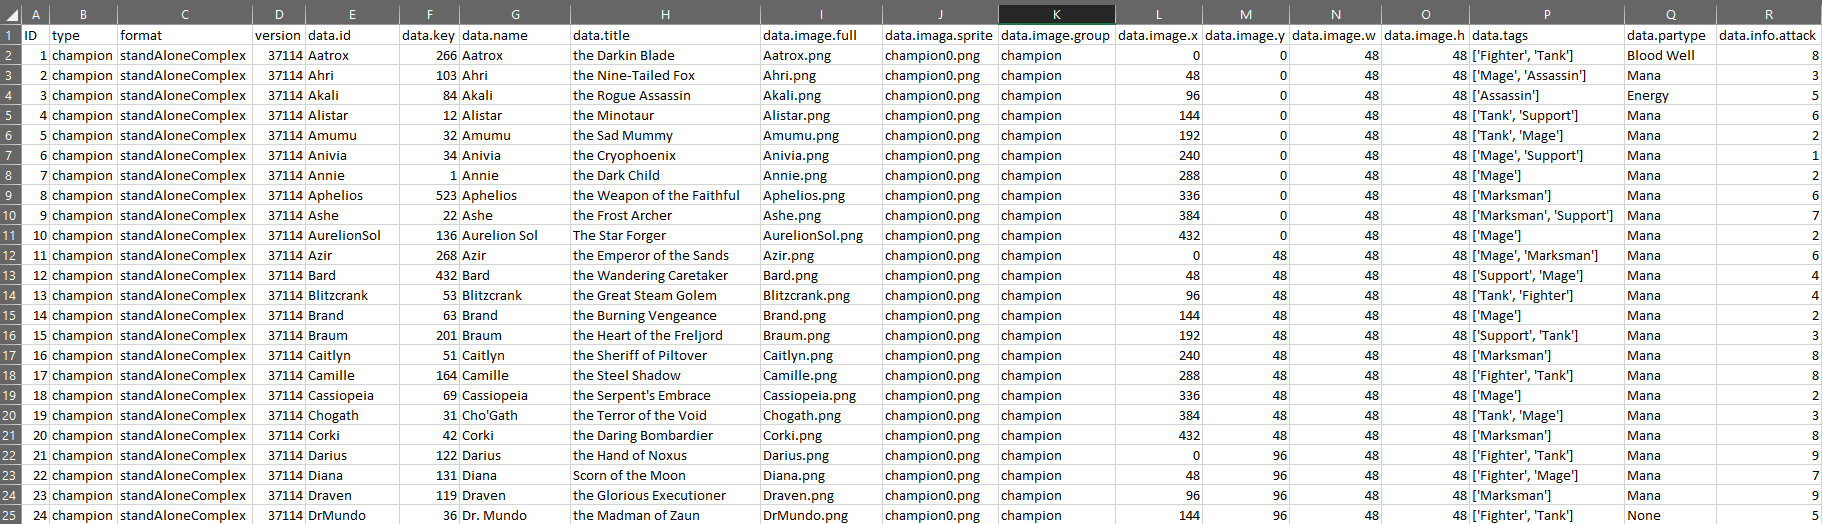 A B C D E F G H I J K L M N O P Q R
1 ID type format version data.id data.key data.name data.title data.image.full data.imaga.sprite data.image.group data.image.x data.image.y data.image.w data.image.h data.tags data.partype data.info.attack
2 1 champion standAloneComplex 37114 Aatrox 266 Aatrox the Darkin Blade Aatrox.png champion0.png champion 0 0 48 48 ['Fighter', 'Tank'] Blood Well 8
3 2 champion standAloneComplex 37114 Ahri 103 Ahri the Nine-Tailed Fox Ahri.png champion0.png champion 48 0 48 48 ['Mage', 'Assassin'] Mana 3
4 3 champion standAloneComplex 37114 Akali 84 Akali the Rogue Assassin Akali.png champion0.png champion 96 0 48 48 ['Assassin'] Energy 5
5 4 champion standAloneComplex 37114 Alistar 12 Alistar the Minotaur Alistar.png champion0.png champion 144 0 48 48 ['Tank', 'Support'] Mana 6
6 5 champion standAloneComplex 37114 Amumu 32 Amumu the Sad Mummy Amumu.png champion0.png champion 192 0 48 48 ['Tank', 'Mage'] Mana 2
7 6 champion standAloneComplex 37114 Anivia 34 Anivia the Cryophoenix Anivia.png champion0.png champion 240 0 48 48 ['Mage', 'Support'] Mana 1
8 7 champion standAloneComplex 37114 Annie 1 Annie the Dark Child Annie.png champion0.png champion 288 0 48 48 ['Mage'] Mana 2
9 8 champion standAloneComplex 37114 Aphelios 523 Aphelios the Weapon of the Faithful Aphelios.png champion0.png champion 336 0 48 48 ['Marksman'] Mana 6
10 9 champion standAloneComplex 37114 Ashe 22 Ashe the Frost Archer Ashe.png champion0.png champion 384 0 48 48 ['Marksman', 'Support'] Mana 7
11 10 champion standAloneComplex 37114 AurelionSol 136 Aurelion Sol The Star Forger AurelionSol.png champion0.png champion 432 0 48 48 ['Mage'] Mana 2
12 11 champion standAloneComplex 37114 Azir 268 Azir the Emperor of the Sands Azir.png champion0.png champion 0 48 48 48 ['Mage', 'Marksman'] Mana 6
13 12 champion standAloneComplex 37114 Bard 432 Bard the Wandering Caretaker Bard.png champion0.png champion 48 48 48 48 ['Support', 'Mage'] Mana 4
14 13 champion standAloneComplex 37114 Blitzcrank 53 Blitzcrank the Great Steam Golem Blitzcrank.png champion0.png champion 96 48 48 48 ['Tank', 'Fighter'] Mana 4
15 14 champion standAloneComplex 37114 Brand 63 Brand the Burning Vengeance Brand.png champion0.png champion 144 48 48 48 ['Mage'] Mana 2
16 15 champion standAloneComplex 37114 Braum 201 Braum the Heart of the Freljord Braum.png champion0.png champion 192 48 48 48 ['Support', 'Tank'] Mana 3
17 16 champion standAloneComplex 37114 Caitlyn 51 Caitlyn the Sheriff of Piltover Caitlyn.png champion0.png champion 240 48 48 48 ['Marksman'] Mana 8
18 17 champion standAloneComplex 37114 Camille 164 Camille the Steel Shadow Camille.png champion0.png champion 288 48 48 48 ['Fighter', 'Tank'] Mana 8
19 18 champion standAloneComplex 37114 Cassiopeia 69 Cassiopeia the Serpent's Embrace Cassiopeia.png champion0.png champion 336 48 48 48 ['Mage'] Mana 2
20 19 champion standAloneComplex 37114 Chogath 31 Cho'Gath the Terror of the Void Chogath.png champion0.png champion 384 48 48 48 ['Tank', 'Mage'] Mana 3
21 20 champion standAloneComplex 37114 Corki 42 Corki the Daring Bombardier Corki.png champion0.png champion 432 48 48 48 ['Marksman'] Mana 8
22 21 champion standAloneComplex 37114 Darius 122 Darius the Hand of Noxus Darius.png champion0.png champion 0 96 48 48 ['Fighter', 'Tank'] Mana 9
23 22 champion standAloneComplex 37114 Diana 131 Diana Scorn of the Moon Diana.png champion0.png champion 48 96 48 48 ['Fighter', 'Mage'] Mana 7
24 23 champion standAloneComplex 37114 Draven 119 Draven the Glorious Executioner Draven.png champion0.png champion 96 96 48 48 ['Marksman'] Mana 9
25 24 champion standAloneComplex 37114 DrMundo 36 Dr. Mundo the Madman of Zaun DrMundo.png champion0.png champion 144 96 48 48 ['Fighter', 'Tank'] None 5